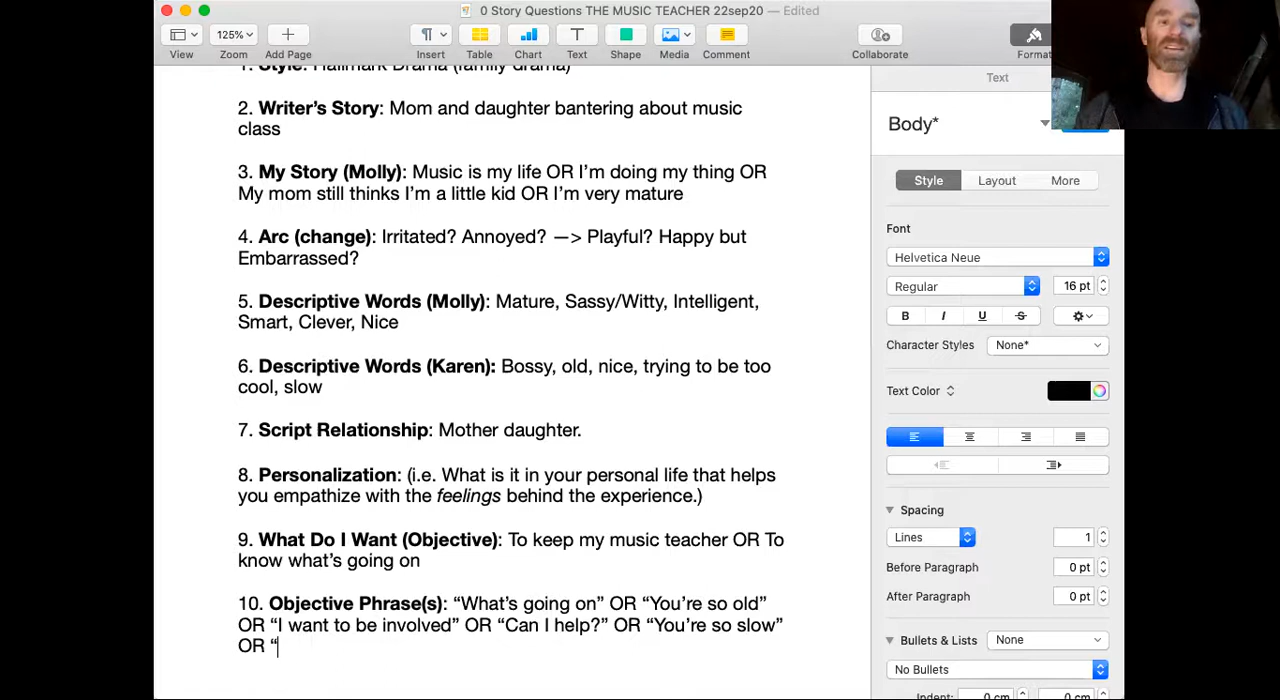 0 Story Questions THE MUSIC TEACHER 22sep20 — Edited
125%
View Zoom Add Page Insert Table Chart Text Shape Media Comment Collaborate Format
1. Style: Hallmark Drama (family drama)
2. Writer’s Story: Mom and daughter bantering about music
class
3. My Story (Molly): Music is my life OR I’m doing my thing OR
My mom still thinks I’m a little kid OR I’m very mature
4. Arc (change): Irritated? Annoyed? —> Playful? Happy but
Embarrassed?
5. Descriptive Words (Molly): Mature, Sassy/Witty, Intelligent,
Smart, Clever, Nice
6. Descriptive Words (Karen): Bossy, old, nice, trying to be too
cool, slow
7. Script Relationship: Mother daughter.
8. Personalization: (i.e. What is it in your personal life that helps
you empathize with the feelings behind the experience.)
9. What Do I Want (Objective): To keep my music teacher OR To
know what’s going on
10. Objective Phrase(s): “What’s going on” OR “You’re so old”
OR “I want to be involved” OR “Can I help?” OR “You’re so slow”
OR “
Text
Body*
Style Layout More
Font
Helvetica Neue
Regular 16 pt
B I U S
Character Styles None*
Text Color
Spacing
Lines 1
Before Paragraph 0 pt
After Paragraph 0 pt
Bullets & Lists None
No Bullets
Indent: 0 cm 0 cm